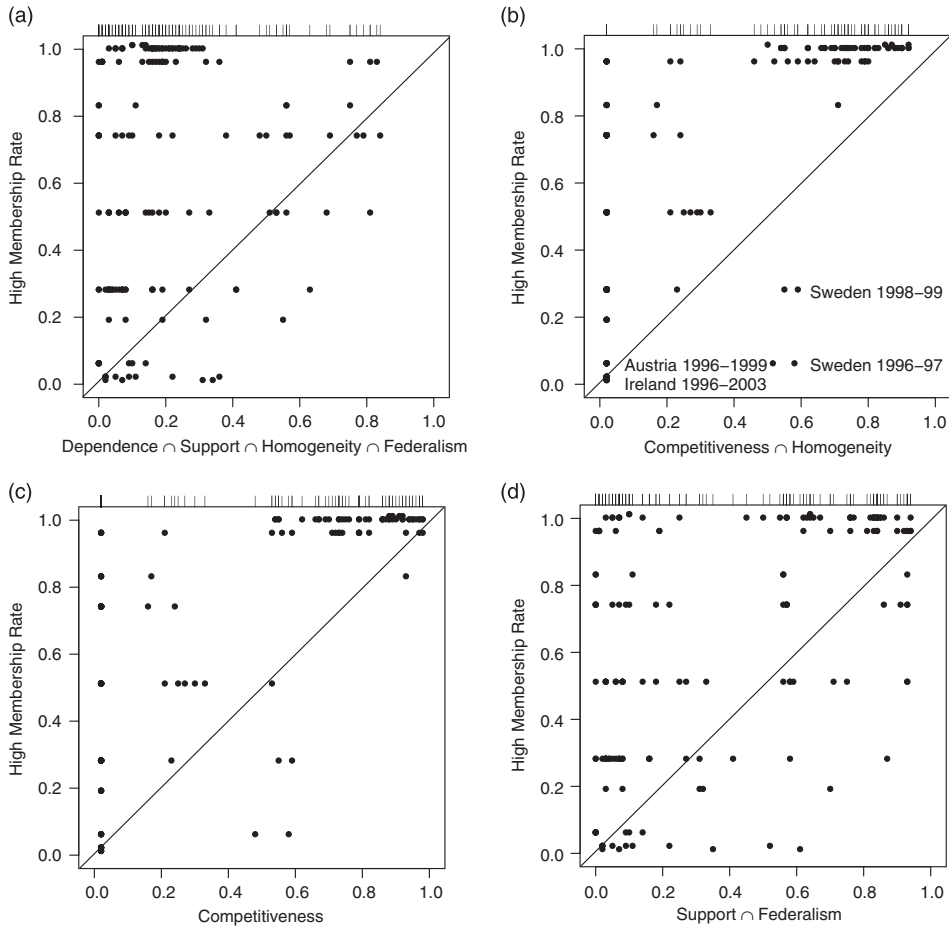 (a)
1.0
0.8
0.6
0.4
0.2
0.0
High Membership Rate
0.0 0.2 0.4 0.6 0.8 1.0
Dependence ∩ Support ∩ Homogeneity ∩ Federalism
(b)
1.0
0.8
0.6
0.4
0.2
0.0
High Membership Rate
Sweden 1998–99
Austria 1996–1999
Sweden 1996–97
Ireland 1996–2003
0.0 0.2 0.4 0.6 0.8 1.0
Competitiveness ∩ Homogeneity
(c)
1.0
0.8
0.6
0.4
0.2
0.0
High Membership Rate
0.0 0.2 0.4 0.6 0.8 1.0
Competitiveness
(d)
1.0
0.8
0.6
0.4
0.2
0.0
High Membership Rate
0.0 0.2 0.4 0.6 0.8 1.0
Support ∩ Federalism